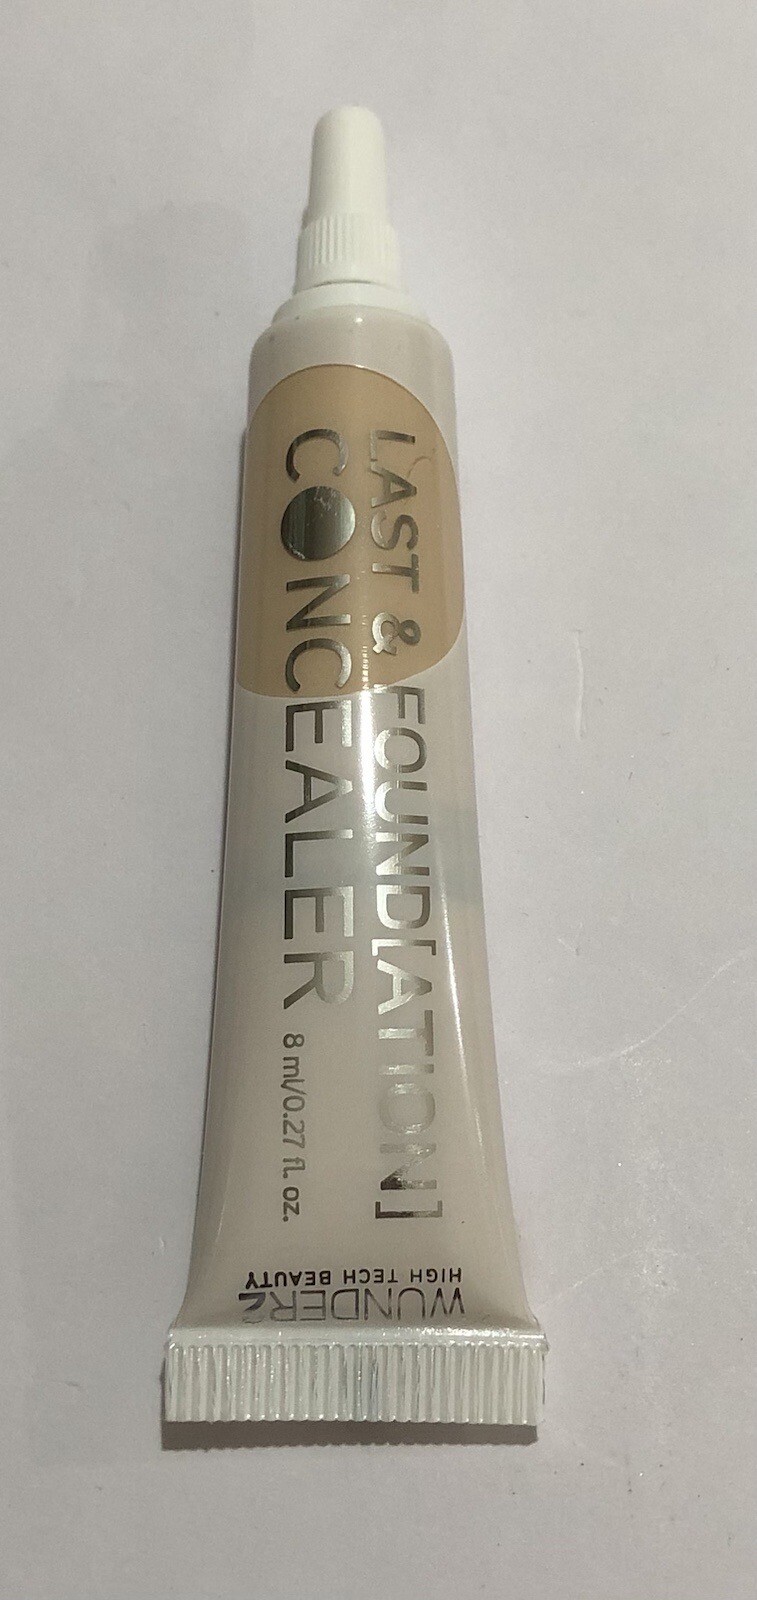 LAST & FOUND[ATION]
CONCEALER 8 ml/0.27 fl. oz.
WUNDER2
HIGH TECH BEAUTY